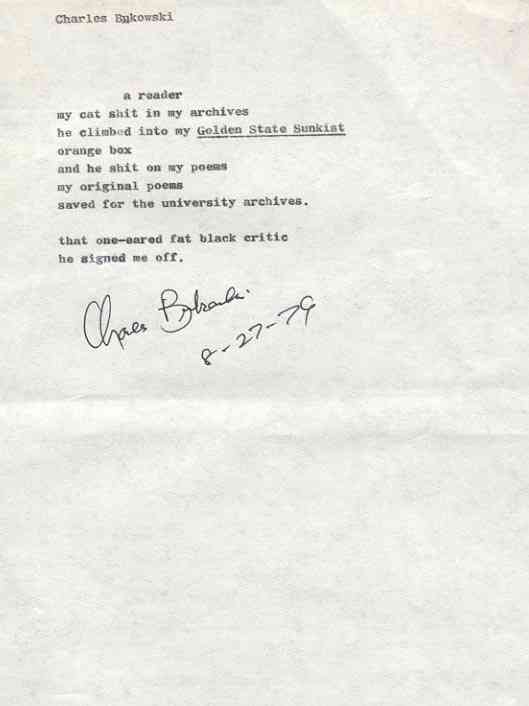 Charles Bukowski
a reader
my cat shit in my archives
he climbed into my Golden State Sunkist
orange box
and he shit on my poems
my original poems
saved for the university archives.
that one-eared fat black critic
he signed me off.
Charles Bukowski.
8-27-79